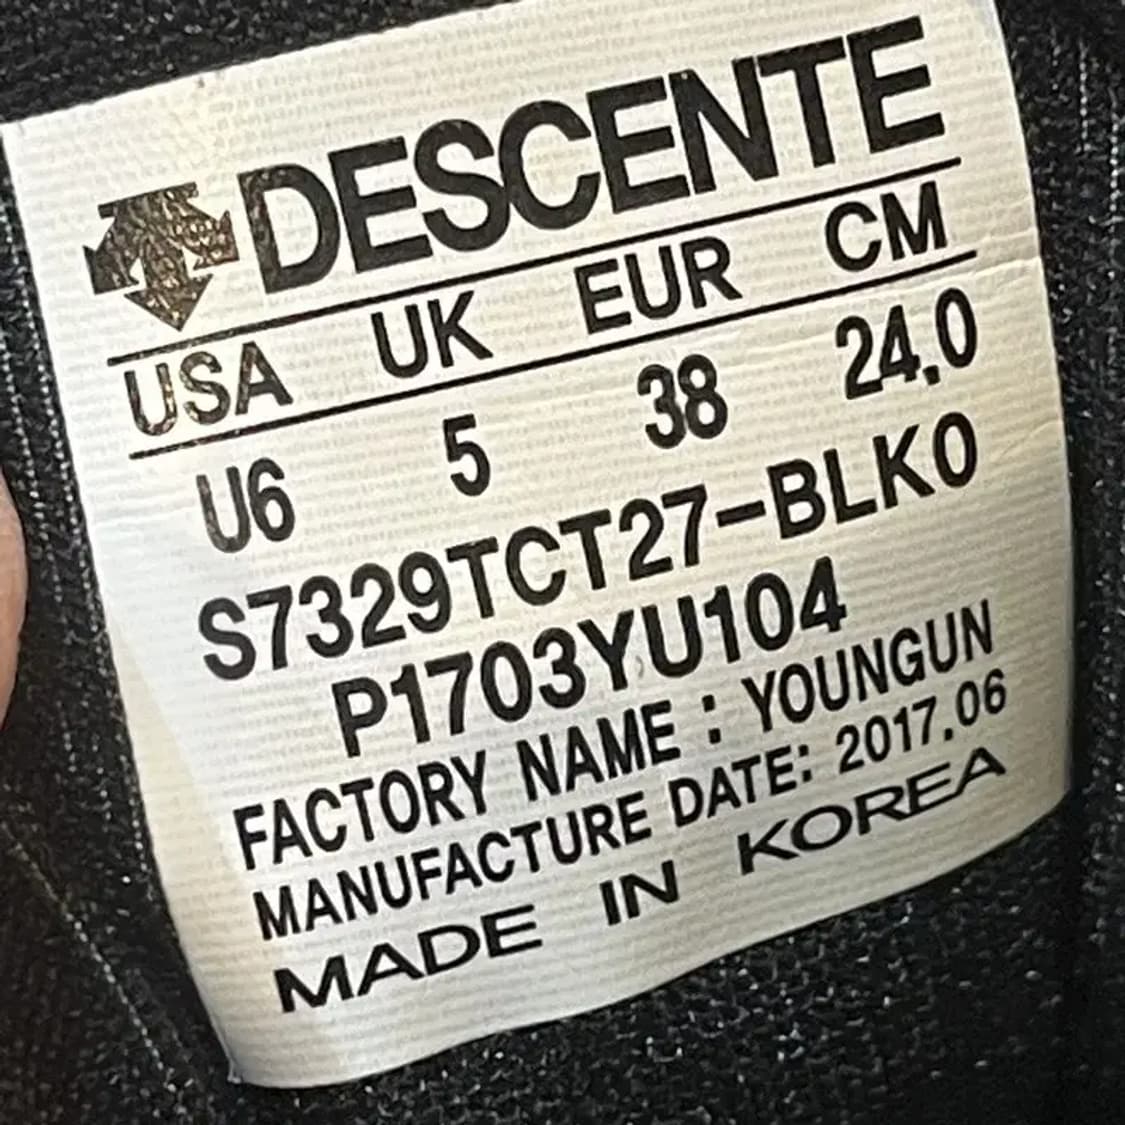 DESCENTE
USA UK EUR CM
U6 5 38 24.0
S7329TCT27-BLK0
P1703YU104
FACTORY NAME : YOUNGUN
MANUFACTURE DATE: 2017.06
MADE IN KOREA